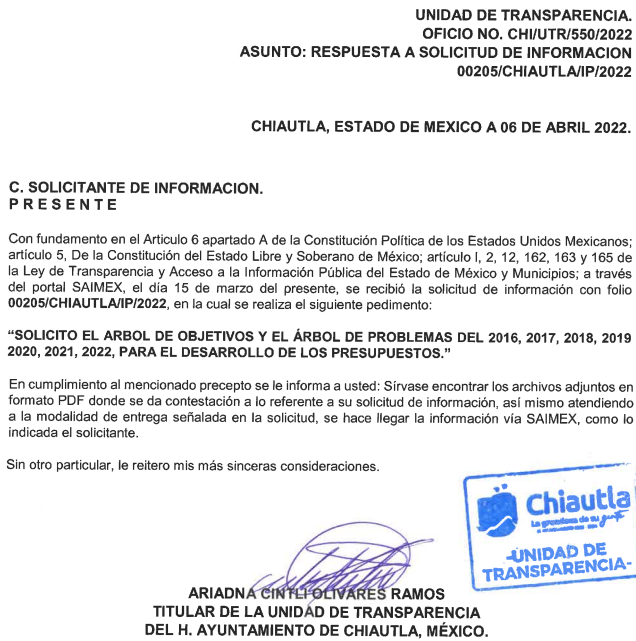 UNIDAD DE TRANSPARENCIA.
OFICIO NO. CHI/UTR/550/2022
ASUNTO: RESPUESTA A SOLICITUD DE INFORMACION
00205/CHIAUTLA/IP/2022
CHIAUTLA, ESTADO DE MEXICO A 06 DE ABRIL 2022.
C. SOLICITANTE DE INFORMACION.
P R E S E N T E
Con fundamento en el Articulo 6 apartado A de la Constitución Política de los Estados Unidos Mexicanos;
artículo 5, De la Constitución del Estado Libre y Soberano de México; artículo I, 2, 12, 162, 163 y 165 de
la Ley de Transparencia y Acceso a la Información Pública del Estado de México y Municipios; a través
del portal SAIMEX, el día 15 de marzo del presente, se recibió la solicitud de información con folio
00205/CHIAUTLA/IP/2022, en la cual se realiza el siguiente pedimento:
“SOLICITO EL ARBOL DE OBJETIVOS Y EL ÁRBOL DE PROBLEMAS DEL 2016, 2017, 2018, 2019
2020, 2021, 2022, PARA EL DESARROLLO DE LOS PRESUPUESTOS.”
En cumplimiento al mencionado precepto se le informa a usted: Sírvase encontrar los archivos adjuntos en
formato PDF donde se da contestación a lo referente a su solicitud de información, así mismo atendiendo
a la modalidad de entrega señalada en la solicitud, se hace llegar la información vía SAIMEX, como lo
indicada el solicitante.
Sin otro particular, le reitero mis más sinceras consideraciones.
Chiautla
La grandeza de su gente
-UNIDAD DE
TRANSPARENCIA-
ARIADNA CINTLI OLIVARES RAMOS
TITULAR DE LA UNIDAD DE TRANSPARENCIA
DEL H. AYUNTAMIENTO DE CHIAUTLA, MÉXICO.